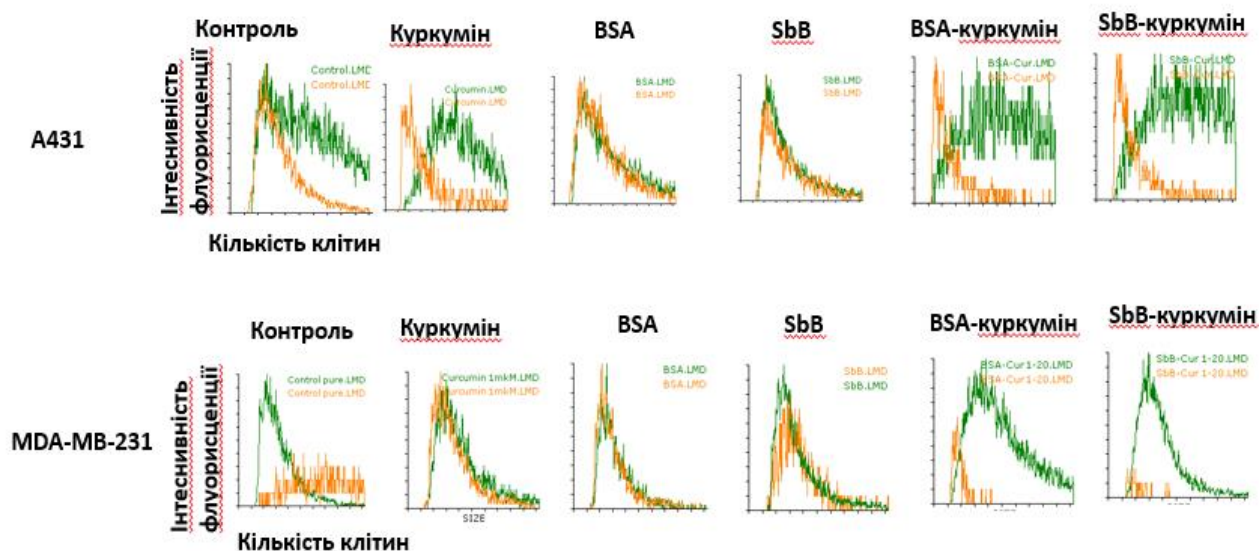 Контроль
Куркумін
BSA
SbB
BSA-куркумін
SbB-куркумін
A431
Інтеснивність
флуорисценції
Control.LMD
Control.LMD
Curcumin.LMD
Curcumin.LMD
BSA.LMD
BSA.LMD
SbB.LMD
SbB.LMD
BSA-Cur.LMD
BSA-Cur.LMD
SbB-Cur.LMD
Кількість клітин
Контроль
Куркумін
BSA
SbB
BSA-куркумін
SbB-куркумін
MDA-MB-231
Інтеснивність
флуорисценції
Control pure.LMD
Control pure.LMD
Curcumin 1mkM.LMD
Curcumin 1mkM.LMD
BSA.LMD
BSA.LMD
SbB.LMD
SbB.LMD
BSA-Cur 1-20.LMD
BSA-Cur 1-20.LMD
SbB-Cur 1-20.LMD
SbB-Cur 1-20.LMD
SIZE
Кількість клітин